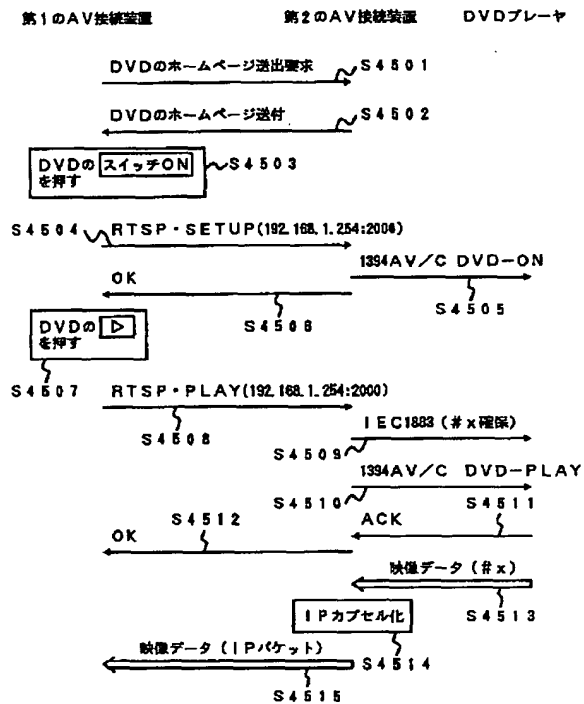 第1のAV接続装置 第2のAV接続装置 DVDプレーヤ
DVDのホームページ送出要求 S4501
DVDのホームページ送付 S4502
DVDの スイッチON
を押す
S4503
S4504 RTSP・SETUP(192.168.1.254:2000)
1394AV/C DVD-ON
OK
S4506
S4505
DVDの ▷
を押す
S4507
RTSP・PLAY(192.168.1.254:2000)
S4508
IEC1883(#x確保)
S4509
1394AV/C DVD-PLAY
S4510
S4511
S4512
ACK
OK
映像データ(#x)
S4513
IPカプセル化
S4514
映像データ(IPパケット)
S4515